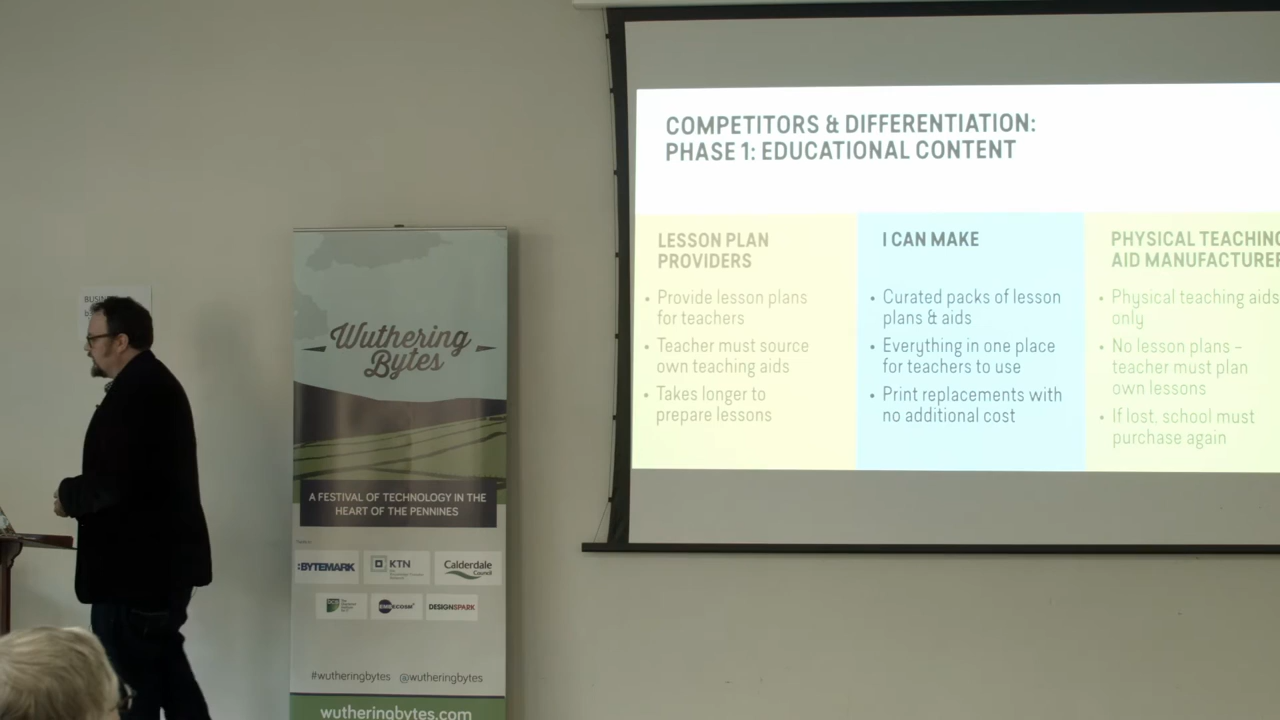 COMPETITORS & DIFFERENTIATION:
PHASE 1: EDUCATIONAL CONTENT
LESSON PLAN
PROVIDERS
• Provide lesson plans
for teachers
• Teacher must source
own teaching aids
• Takes longer to
prepare lessons
I CAN MAKE
• Curated packs of lesson
plans & aids
• Everything in one place
for teachers to use
• Print replacements with
no additional cost
PHYSICAL TEACHING
AID MANUFACTURER
• Physical teaching aids
only
• No lesson plans –
teacher must plan
own lessons
• If lost, school must
purchase again
Wuthering
Bytes
A FESTIVAL OF TECHNOLOGY IN THE
HEART OF THE PENNINES
:BYTEMARK
KTN
Calderdale
Council
DESIGNSPARK
#wutheringbytes @wutheringbytes
wutheringbytes.com